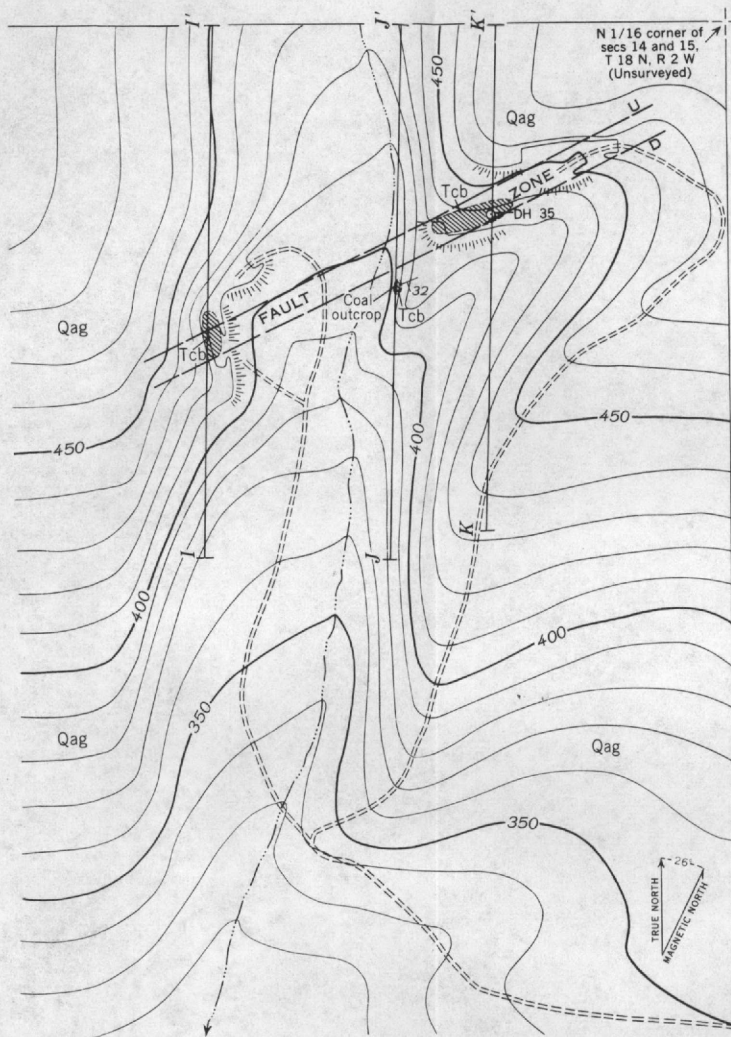 I'
J'
K'
N 1/16 corner of
secs 14 and 15,
T 18 N, R 2 W
(Unsurveyed)
450
Qag
U
D
Tcb
ZONE
DH 35
FAULT
Coal
outcrop
32
Tcb
Qag
Tcb
450
450
400
I
J
K
400
400
350
Qag
Qag
350
26°
TRUE NORTH
MAGNETIC NORTH